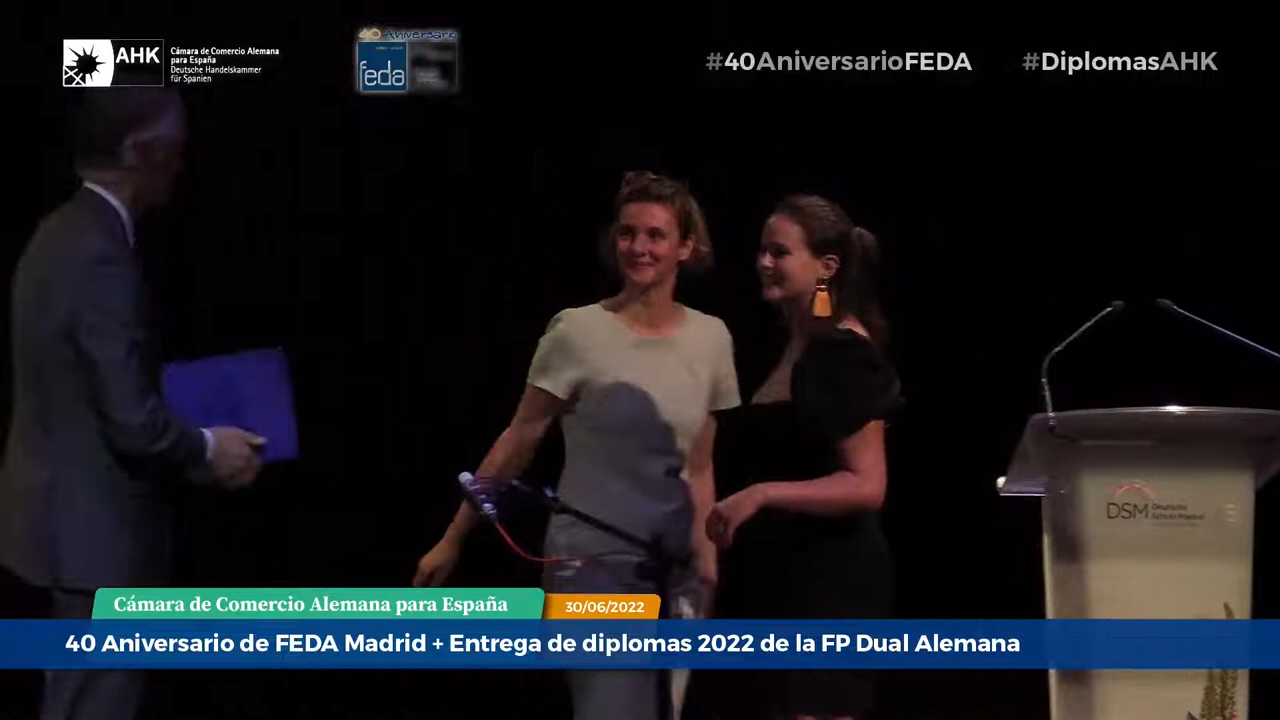 AHK
Cámara de Comercio Alemana
para España
Deutsche Handelskammer
für Spanien
40 Aniversario
feda
#40AniversarioFEDA
#DiplomasAHK
DSM
Cámara de Comercio Alemana para España
30/06/2022
40 Aniversario de FEDA Madrid + Entrega de diplomas 2022 de la FP Dual Alemana